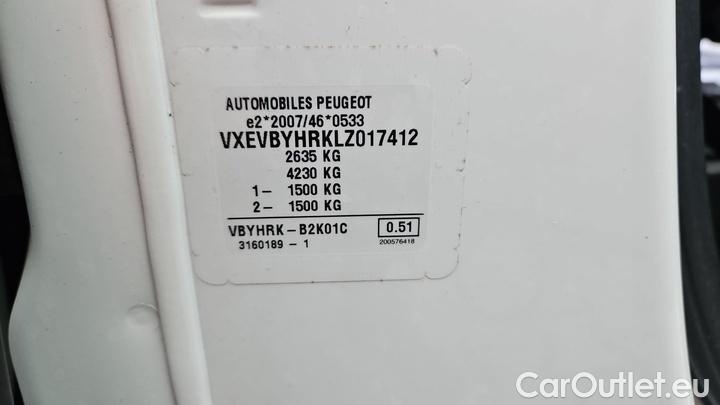 AUTOMOBILES PEUGEOT
e2*2007/46*0533
VXEVBYHRKLZ017412
2635 KG
4230 KG
1– 1500 KG
2– 1500 KG
VBYHRK –B2K01C 0.51
3160189 – 1 200576418
CarOutlet.eu